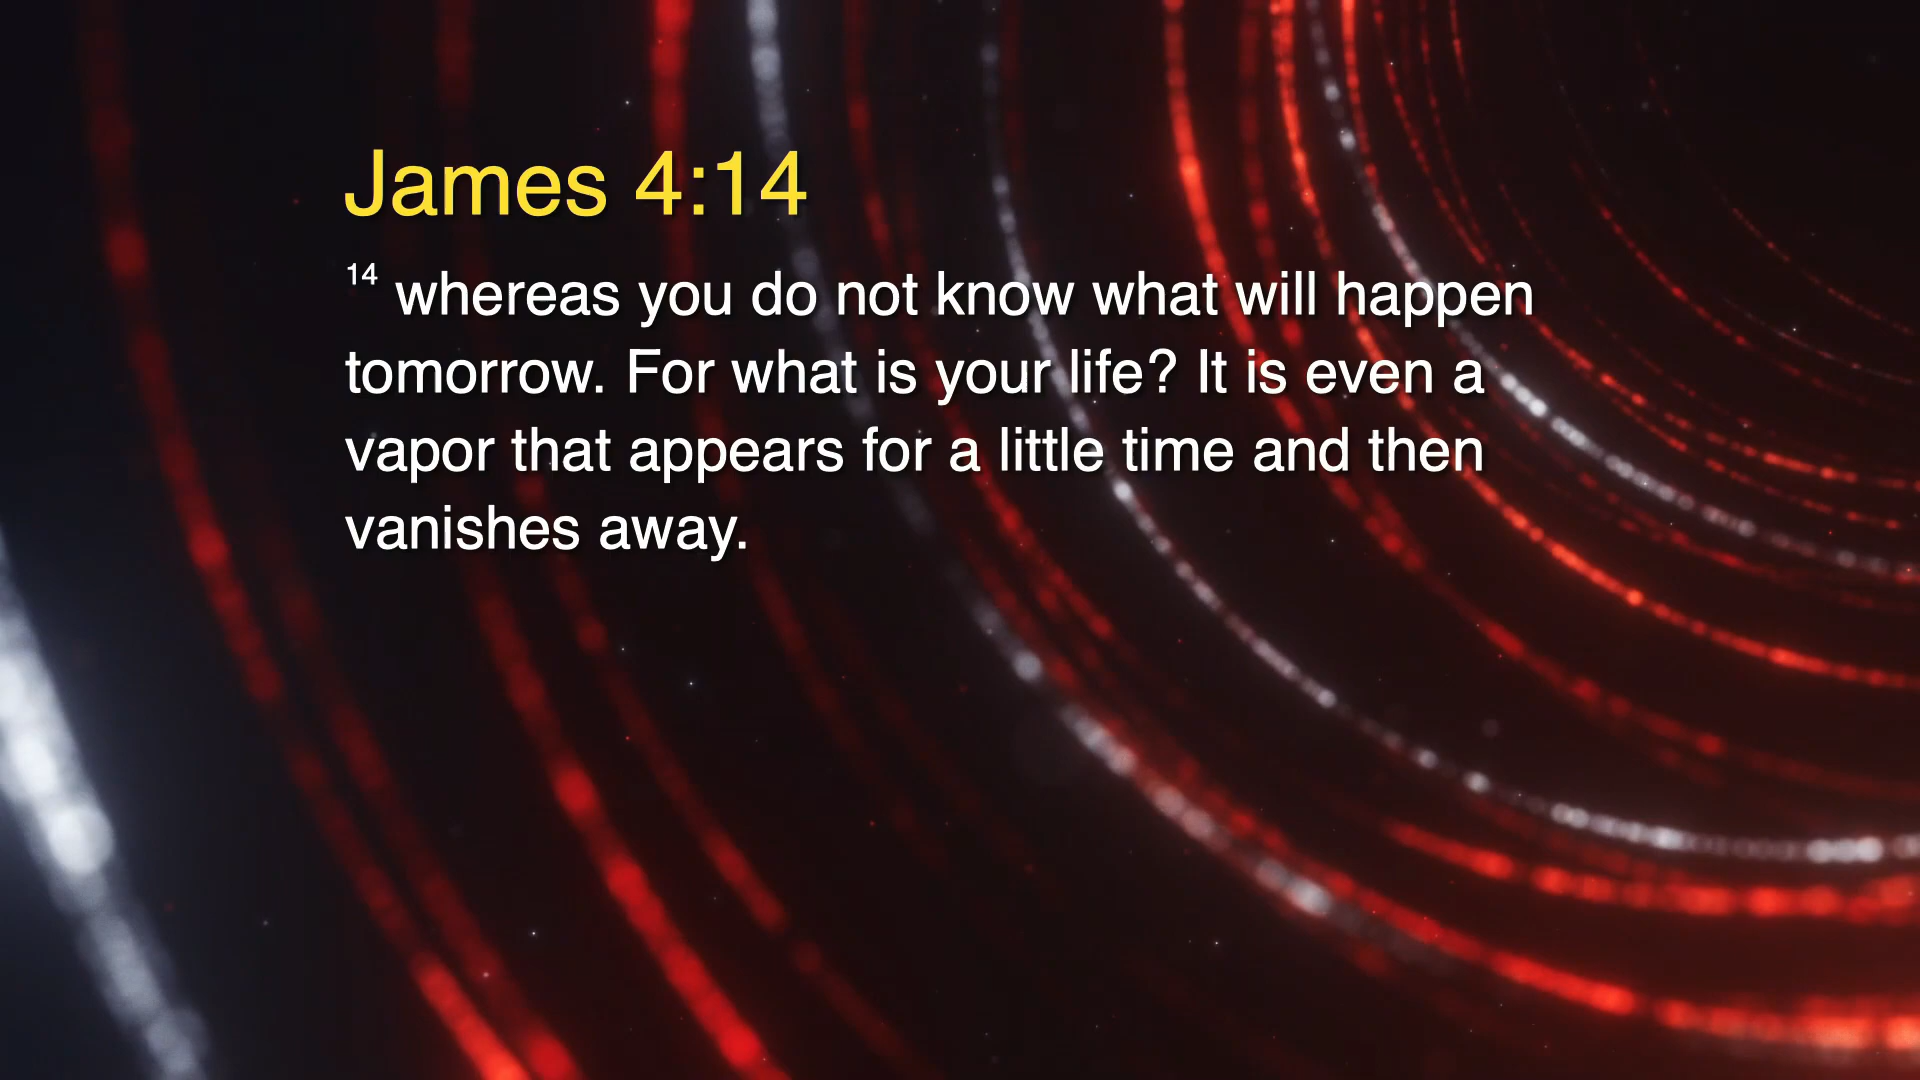 James 4:14
14 whereas you do not know what will happen
tomorrow. For what is your life? It is even a
vapor that appears for a little time and then
vanishes away.